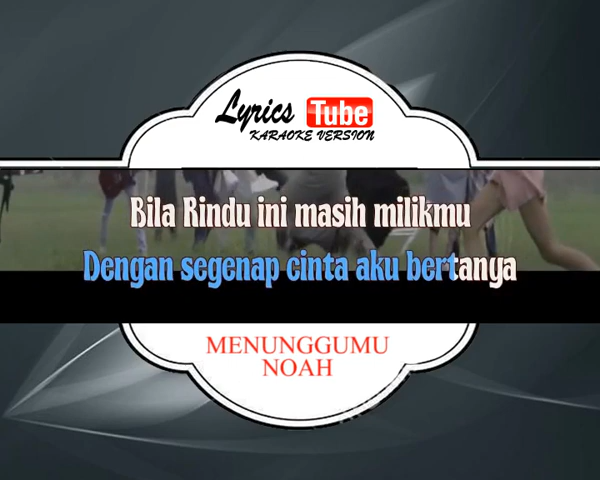 Lyrics Tube
KARAOKE VERSION
Bila Rindu ini masih milikmu
Dengan segenap cinta aku bertanya
MENUNGGUMU
NOAH